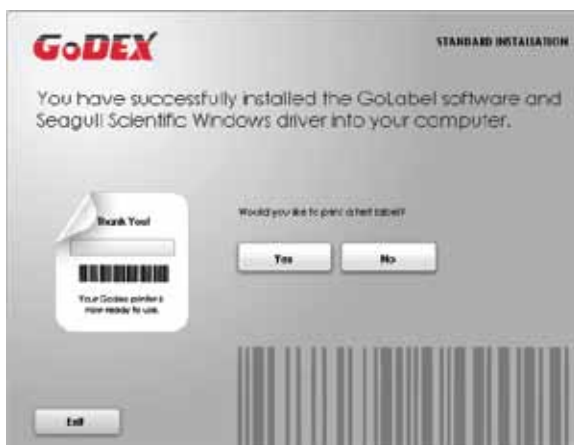 GoDEX
STANDARD INSTALLATION
You have successfully installed the GoLabel software and
Seagull Scientific Windows driver into your computer.
Thank You!
Your Godex printer is
now ready to use.
Would you like to print a test label?
Yes
No
Exit